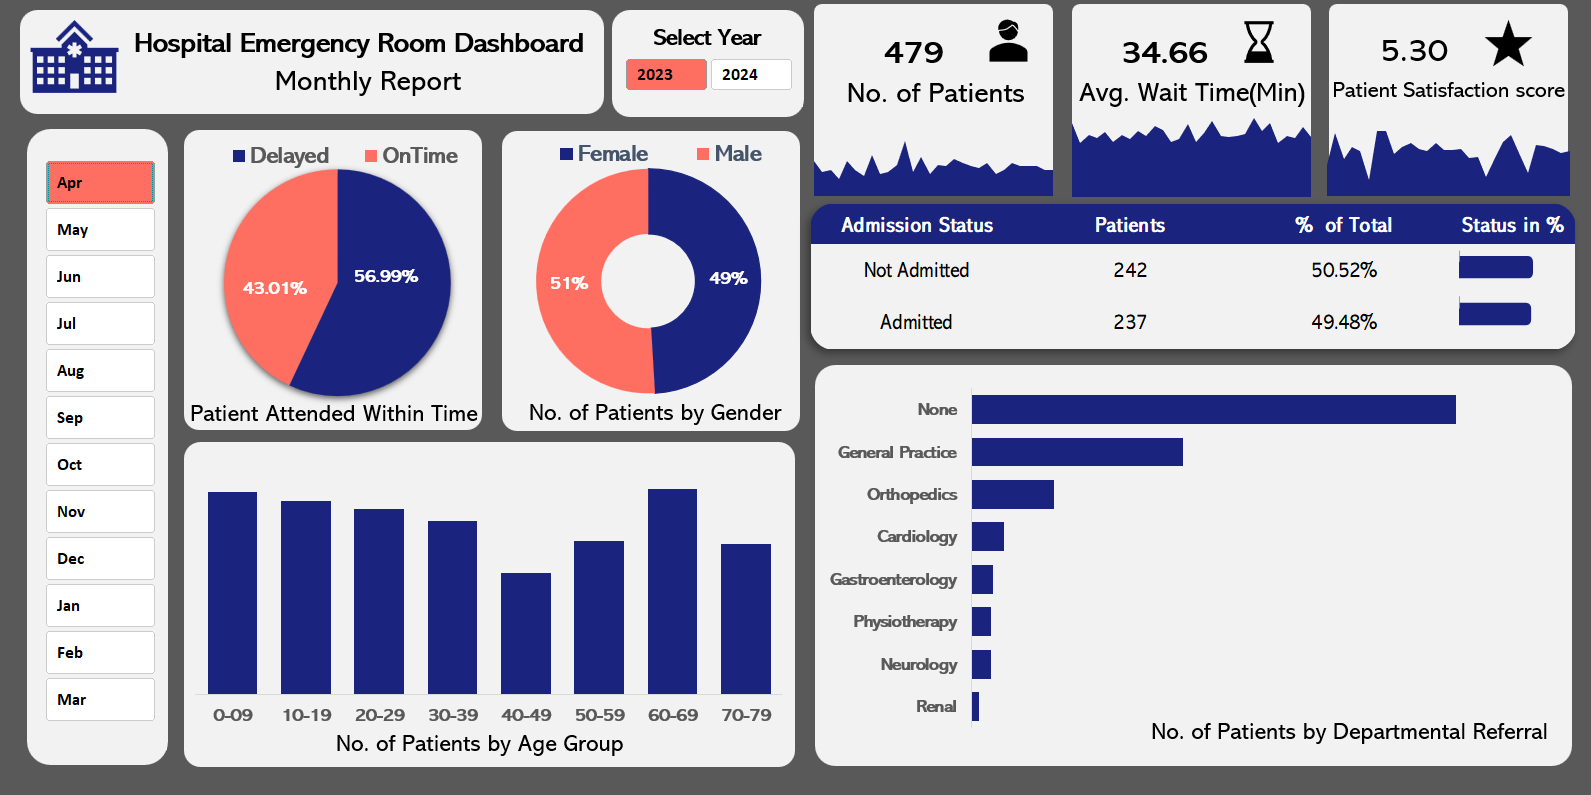 Hospital Emergency Room Dashboard
Monthly Report
Select Year
2023
2024
479
No. of Patients
34.66
Avg. Wait Time(Min)
5.30
Patient Satisfaction score
Apr
May
Jun
Jul
Aug
Sep
Oct
Nov
Dec
Jan
Feb
Mar
Delayed OnTime
43.01% 56.99%
Patient Attended Within Time
Female Male
51% 49%
No. of Patients by Gender
Admission Status Patients % of Total Status in %
Not Admitted 242 50.52%
Admitted 237 49.48%
0-09 10-19 20-29 30-39 40-49 50-59 60-69 70-79
No. of Patients by Age Group
None
General Practice
Orthopedics
Cardiology
Gastroenterology
Physiotherapy
Neurology
Renal
No. of Patients by Departmental Referral